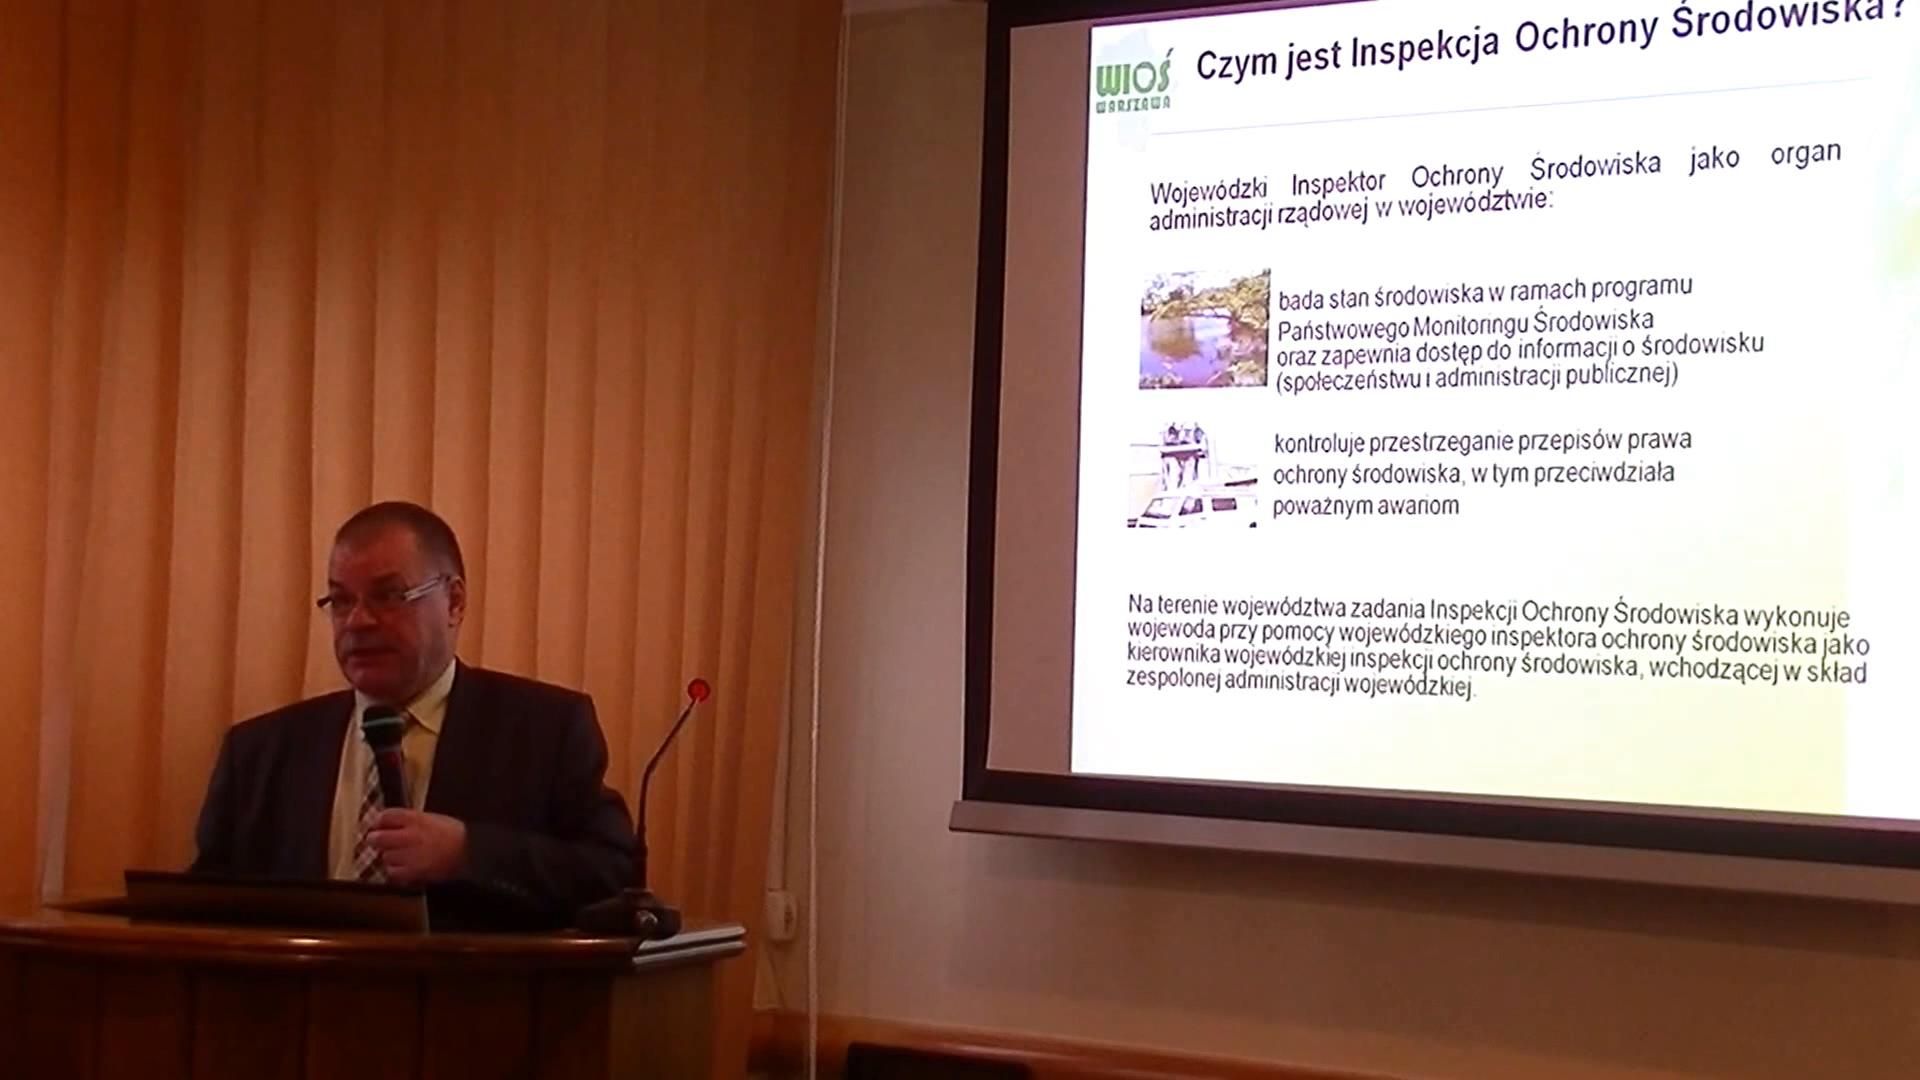 Czym jest Inspekcja Ochrony Środowiska?
WIOŚ
WARSZAWA
Wojewódzki Inspektor Ochrony Środowiska jako organ
administracji rządowej w województwie:
bada stan środowiska w ramach programu
Państwowego Monitoringu Środowiska
oraz zapewnia dostęp do informacji o środowisku
(społeczeństwu i administracji publicznej)
kontroluje przestrzeganie przepisów prawa
ochrony środowiska, w tym przeciwdziała
poważnym awariom
Na terenie województwa zadania Inspekcji Ochrony Środowiska wykonuje
wojewoda przy pomocy wojewódzkiego inspektora ochrony środowiska jako
kierownika wojewódzkiej inspekcji ochrony środowiska, wchodzącej w skład
zespolonej administracji wojewódzkiej.